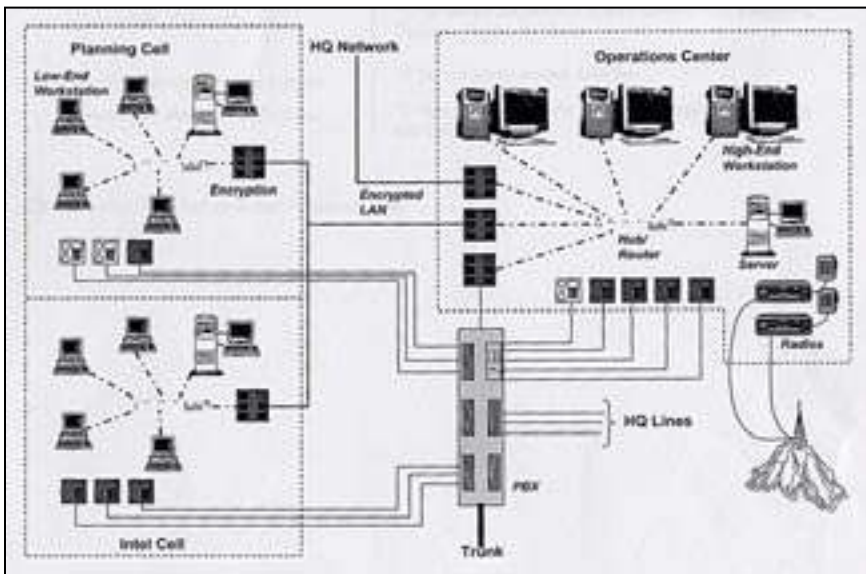 Planning Cell
HQ Network
Operations Center
Low-End
Workstation
High-End
Workstation
Encryption
Encrypted
LAN
Hub/
Router
Server
Radios
HQ Lines
PBX
Intel Cell
Trunk